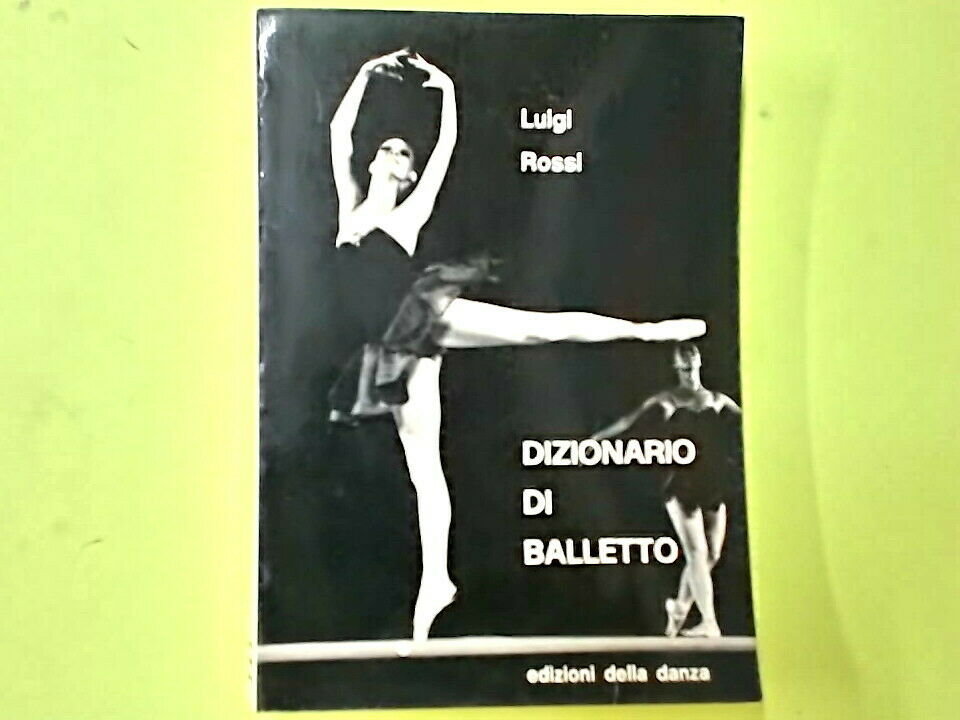 Luigi
Rossi
DIZIONARIO
DI
BALLETTO
edizioni della danza